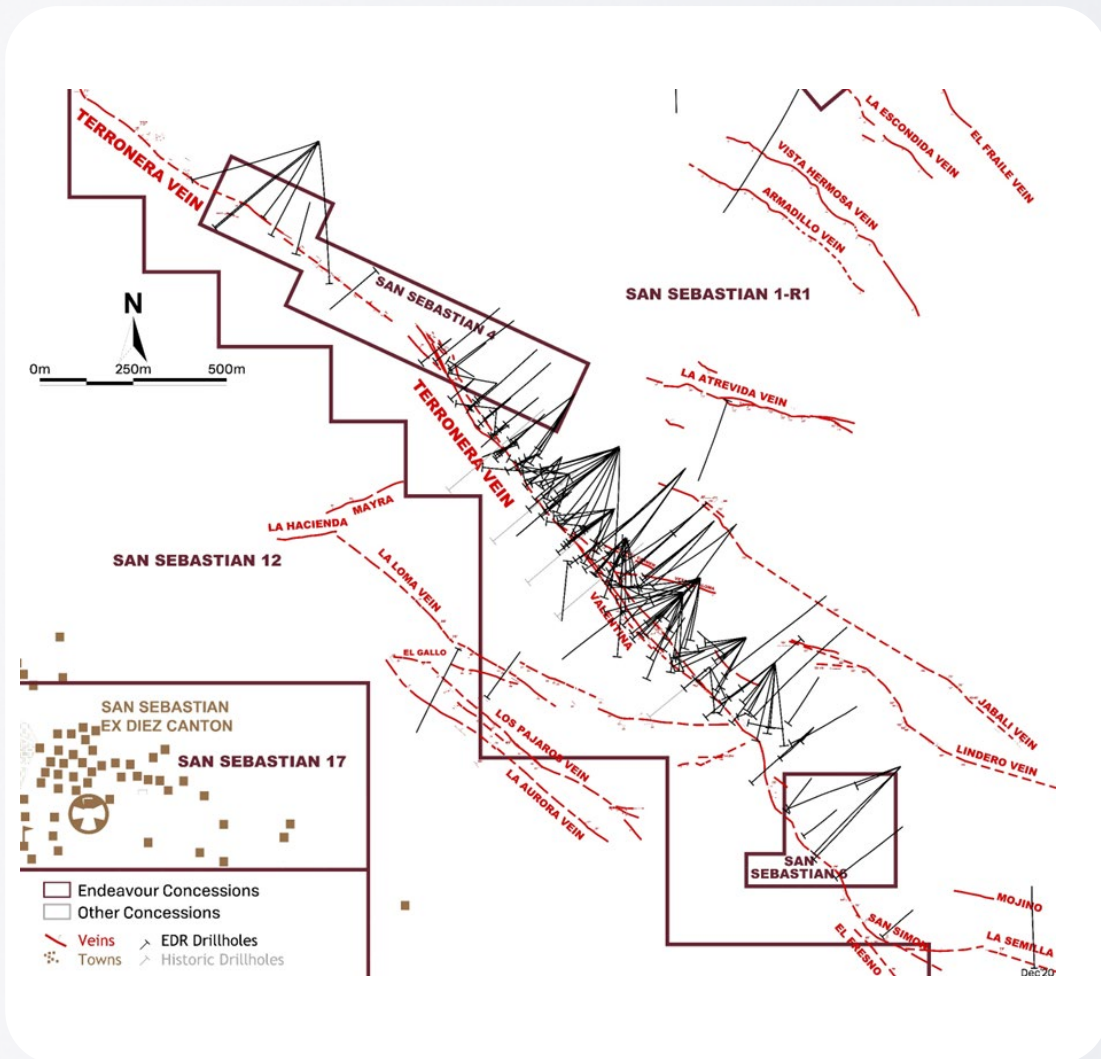 TERRONERA VEIN
LA ESCONDIDA VEIN
EL FRAILE VEIN
VISTA HERMOSA VEIN
ARMADILLO VEIN
SAN SEBASTIAN 4
SAN SEBASTIAN 1-R1
N
0m 250m 500m
LA ATREVIDA VEIN
TERRONERA VEIN
MAYRA
LA HACIENDA
SAN SEBASTIAN 12
LA LOMA VEIN
VALENTINA
EL GALLO
SAN SEBASTIAN
EX DIEZ CANTON
SAN SEBASTIAN 17
LOS PAJAROS VEIN
LA AURORA VEIN
JABALI VEIN
LINDERO VEIN
SAN
SEBASTIAN 6
MOJINO
SAN SIMON
EL FRESNO
LA SEMILLA
Endeavour Concessions
Other Concessions
Veins
EDR Drillholes
Towns
Historic Drillholes
Dec20